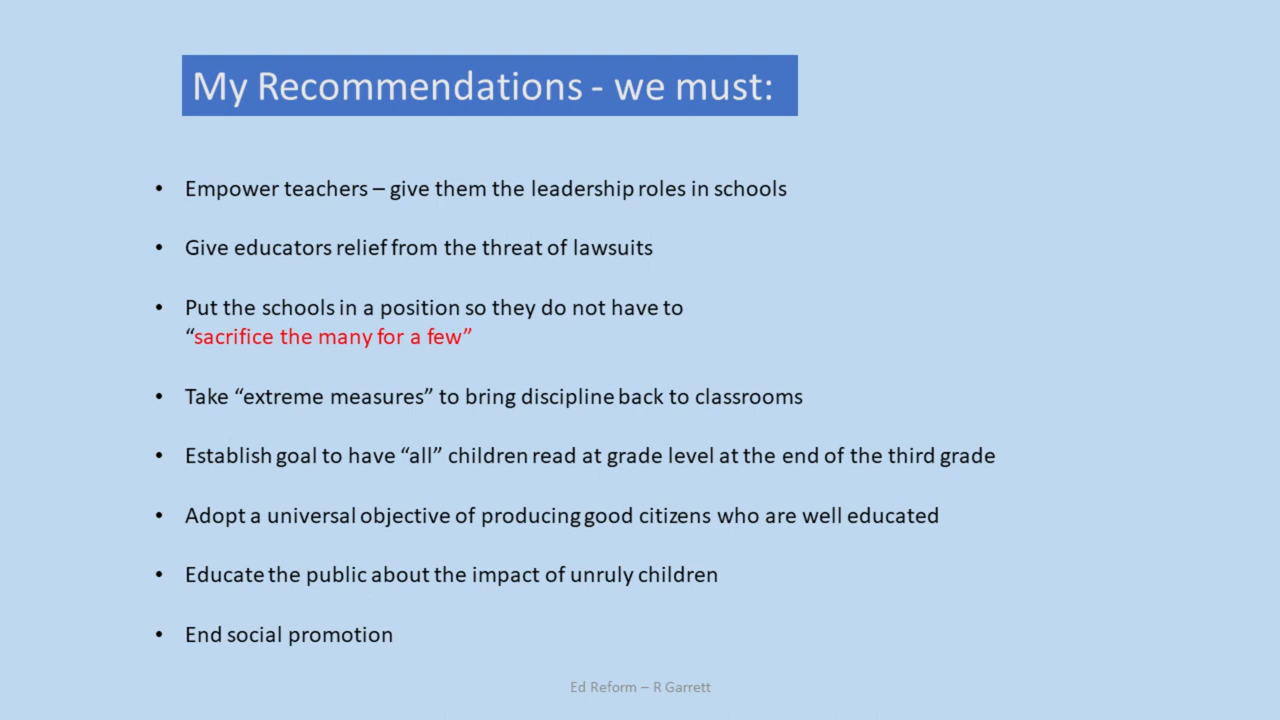 My Recommendations - we must:
• Empower teachers – give them the leadership roles in schools
• Give educators relief from the threat of lawsuits
• Put the schools in a position so they do not have to
“sacrifice the many for a few”
• Take “extreme measures” to bring discipline back to classrooms
• Establish goal to have “all” children read at grade level at the end of the third grade
• Adopt a universal objective of producing good citizens who are well educated
• Educate the public about the impact of unruly children
• End social promotion
Ed Reform – R Garrett